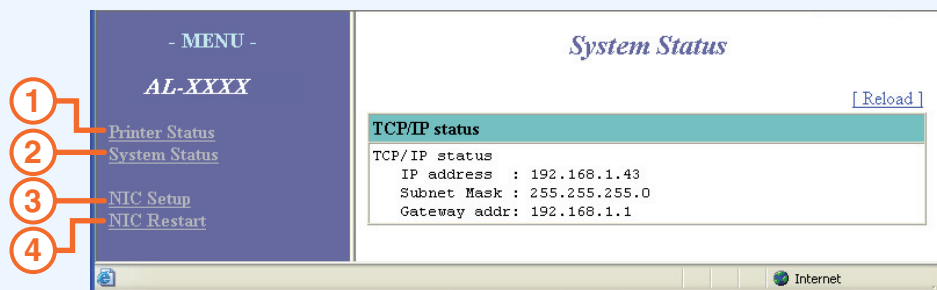 - MENU -
AL-XXXX
1
Printer Status
2
System Status
3
NIC Setup
4
NIC Restart
System Status
[ Reload ]
TCP/IP status
TCP/IP status
IP address : 192.168.1.43
Subnet Mask : 255.255.255.0
Gateway addr: 192.168.1.1
Internet